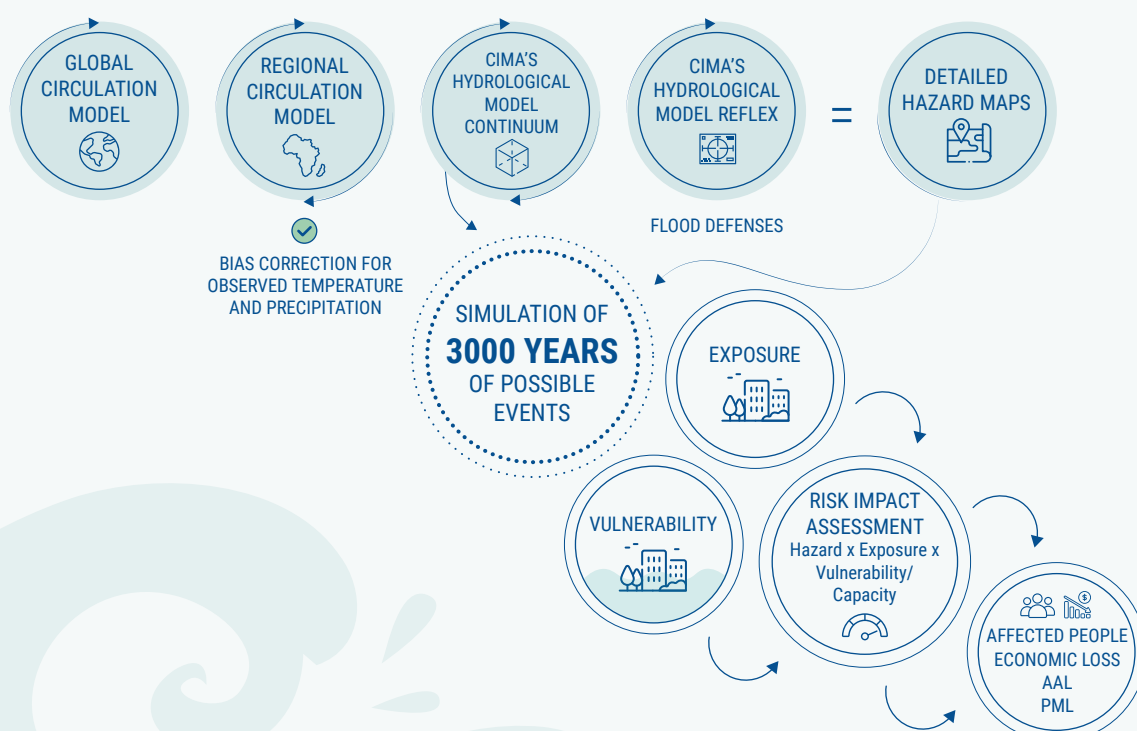 GLOBAL
CIRCULATION
MODEL
REGIONAL
CIRCULATION
MODEL
CIMA'S
HYDROLOGICAL
MODEL
CONTINUUM
CIMA'S
HYDROLOGICAL
MODEL REFLEX
=
DETAILED
HAZARD MAPS
BIAS CORRECTION FOR
OBSERVED TEMPERATURE
AND PRECIPITATION
FLOOD DEFENSES
SIMULATION OF
3000 YEARS
OF POSSIBLE
EVENTS
EXPOSURE
VULNERABILITY
RISK IMPACT
ASSESSMENT
Hazard x Exposure x
Vulnerability/
Capacity
$
AFFECTED PEOPLE
ECONOMIC LOSS
AAL
PML